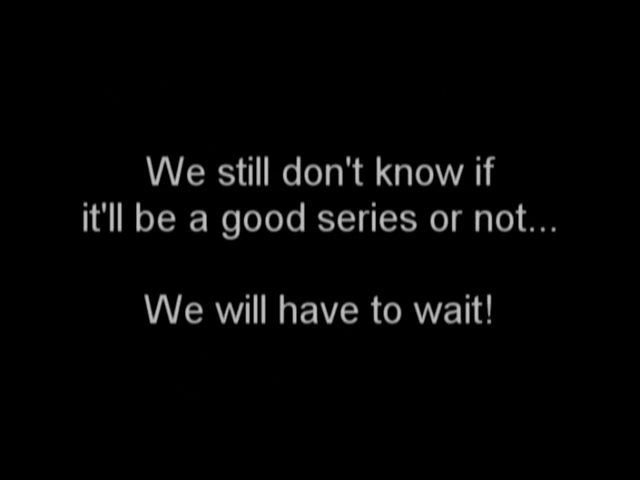 We still don't know if
it'll be a good series or not...
We will have to wait!